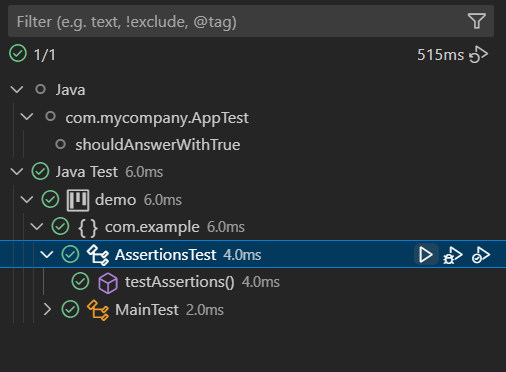 Filter (e.g. text, !exclude, @tag)
1/1 515ms
Java
com.mycompany.AppTest
shouldAnswerWithTrue
Java Test 6.0ms
demo 6.0ms
{ } com.example 6.0ms
AssertionsTest 4.0ms
testAssertions() 4.0ms
MainTest 2.0ms